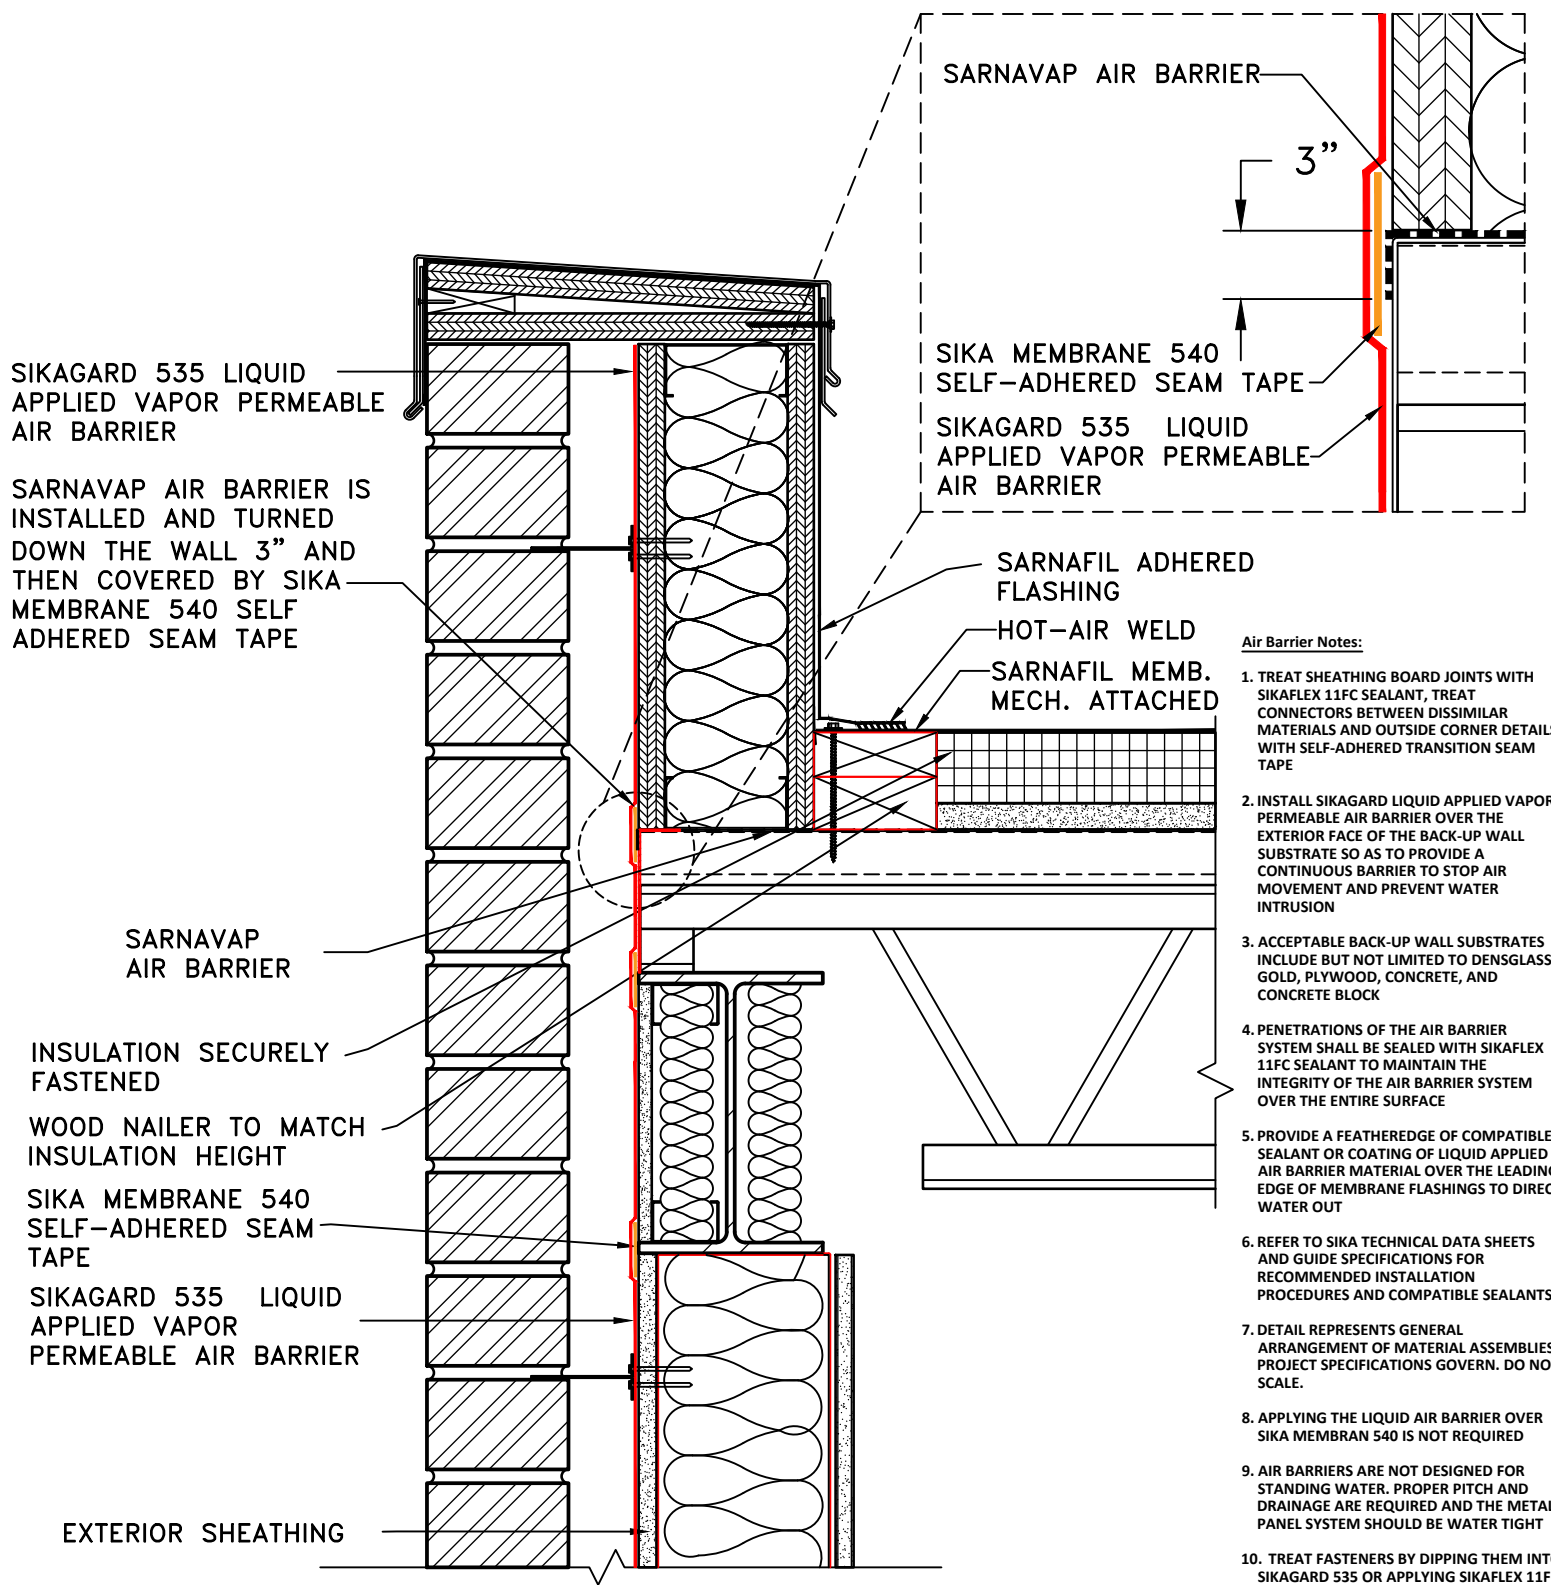 SARNAVAP AIR BARRIER
3”
SIKA MEMBRANE 540
SELF-ADHERED SEAM TAPE
SIKAGARD 535 LIQUID
APPLIED VAPOR PERMEABLE
AIR BARRIER
SIKAGARD 535 LIQUID
APPLIED VAPOR PERMEABLE
AIR BARRIER
SARNAVAP AIR BARRIER IS
INSTALLED AND TURNED
DOWN THE WALL 3” AND
THEN COVERED BY SIKA
MEMBRANE 540 SELF
ADHERED SEAM TAPE
SARNAFIL ADHERED
FLASHING
HOT-AIR WELD
SARNAFIL MEMB.
MECH. ATTACHED
SARNAVAP
AIR BARRIER
INSULATION SECURELY
FASTENED
WOOD NAILER TO MATCH
INSULATION HEIGHT
SIKA MEMBRANE 540
SELF-ADHERED SEAM
TAPE
SIKAGARD 535 LIQUID
APPLIED VAPOR
PERMEABLE AIR BARRIER
EXTERIOR SHEATHING
Air Barrier Notes:
1. TREAT SHEATHING BOARD JOINTS WITH
SIKAFLEX 11FC SEALANT, TREAT
CONNECTORS BETWEEN DISSIMILAR
MATERIALS AND OUTSIDE CORNER DETAILS
WITH SELF-ADHERED TRANSITION SEAM
TAPE
2. INSTALL SIKAGARD LIQUID APPLIED VAPOR
PERMEABLE AIR BARRIER OVER THE
EXTERIOR FACE OF THE BACK-UP WALL
SUBSTRATE SO AS TO PROVIDE A
CONTINUOUS BARRIER TO STOP AIR
MOVEMENT AND PREVENT WATER
INTRUSION
3. ACCEPTABLE BACK-UP WALL SUBSTRATES
INCLUDE BUT NOT LIMITED TO DENSGLASS
GOLD, PLYWOOD, CONCRETE, AND
CONCRETE BLOCK
4. PENETRATIONS OF THE AIR BARRIER
SYSTEM SHALL BE SEALED WITH SIKAFLEX
11FC SEALANT TO MAINTAIN THE
INTEGRITY OF THE AIR BARRIER SYSTEM
OVER THE ENTIRE SURFACE
5. PROVIDE A FEATHEREDGE OF COMPATIBLE
SEALANT OR COATING OF LIQUID APPLIED
AIR BARRIER MATERIAL OVER THE LEADING
EDGE OF MEMBRANE FLASHINGS TO DIREC
WATER OUT
6. REFER TO SIKA TECHNICAL DATA SHEETS
AND GUIDE SPECIFICATIONS FOR
RECOMMENDED INSTALLATION
PROCEDURES AND COMPATIBLE SEALANTS
7. DETAIL REPRESENTS GENERAL
ARRANGEMENT OF MATERIAL ASSEMBLIES
PROJECT SPECIFICATIONS GOVERN. DO NO
SCALE.
8. APPLYING THE LIQUID AIR BARRIER OVER
SIKA MEMBRAN 540 IS NOT REQUIRED
9. AIR BARRIERS ARE NOT DESIGNED FOR
STANDING WATER. PROPER PITCH AND
DRAINAGE ARE REQUIRED AND THE METAL
PANEL SYSTEM SHOULD BE WATER TIGHT
10. TREAT FASTENERS BY DIPPING THEM INTO
SIKAGARD 535 OR APPLYING SIKAFLEX 11F